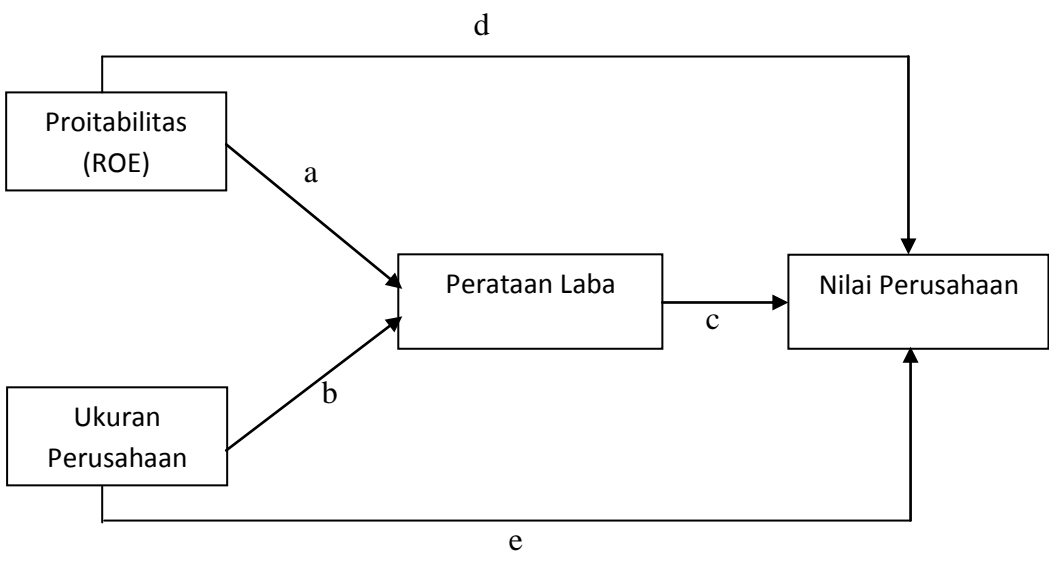 d
Proitabilitas
(ROE)
a
Perataan Laba
Nilai Perusahaan
c
b
Ukuran
Perusahaan
e